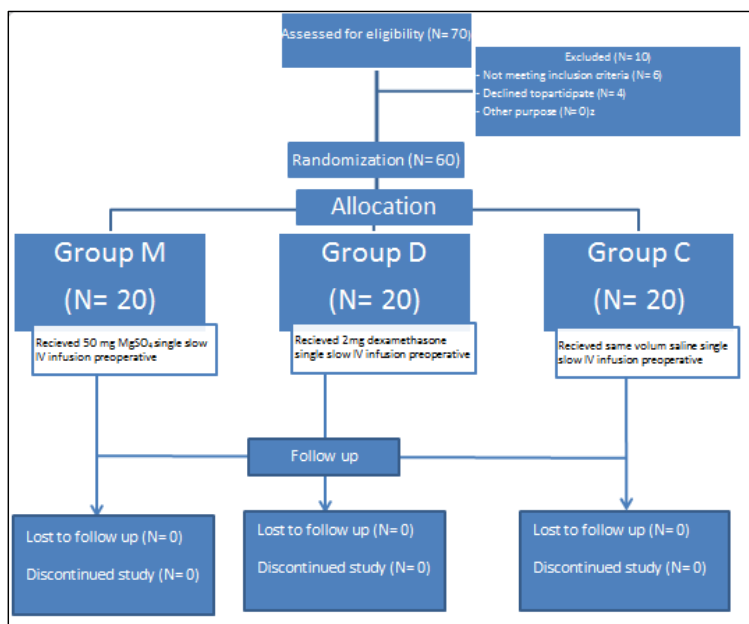 Assessed for eligibility (N= 70)
Excluded (N= 10)
- Not meeting inclusion criteria (N= 6)
- Declined toparticipate (N= 4)
- Other purpose (N= 0)z
Randomization (N= 60)
Allocation
Group M
(N= 20)
Group D
(N= 20)
Group C
(N= 20)
Recieved 50 mg MgSO₄ single slow
IV infusion preoperative
Recieved 2mg dexamethasone
single slow IV infusion preoperative
Recieved same volum saline single
slow IV infusion preoperative
Follow up
Lost to follow up (N= 0)
Discontinued study (N= 0)
Lost to follow up (N= 0)
Discontinued study (N= 0)
Lost to follow up (N= 0)
Discontinued study (N= 0)